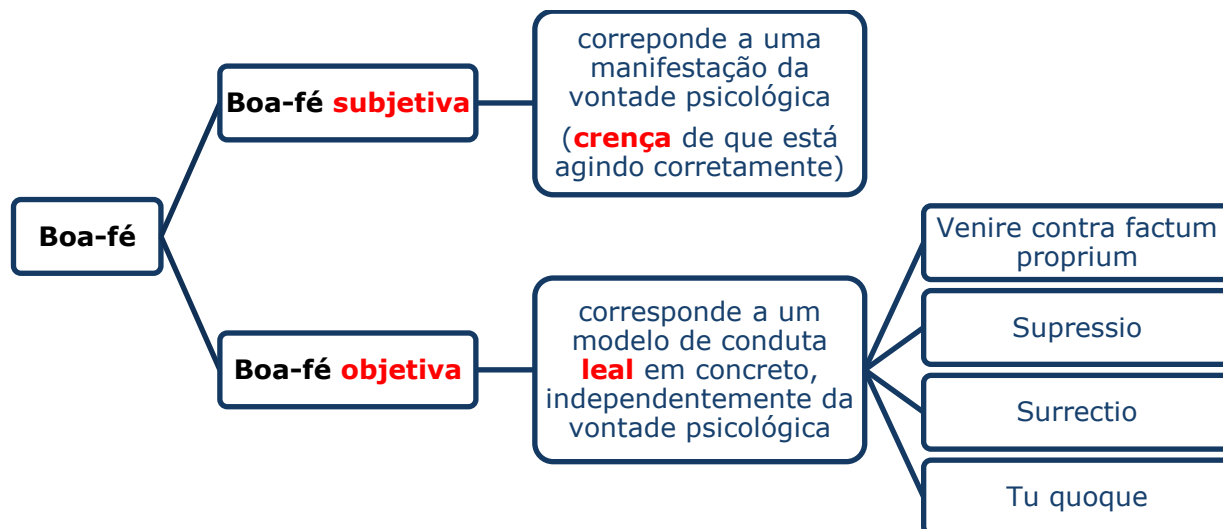 Boa-fé
Boa-fé subjetiva
correponde a uma
manifestação da
vontade psicológica
(crença de que está
agindo corretamente)
Boa-fé objetiva
corresponde a um
modelo de conduta
leal em concreto,
independentemente da
vontade psicológica
Venire contra factum
proprium
Supressio
Surrectio
Tu quoque